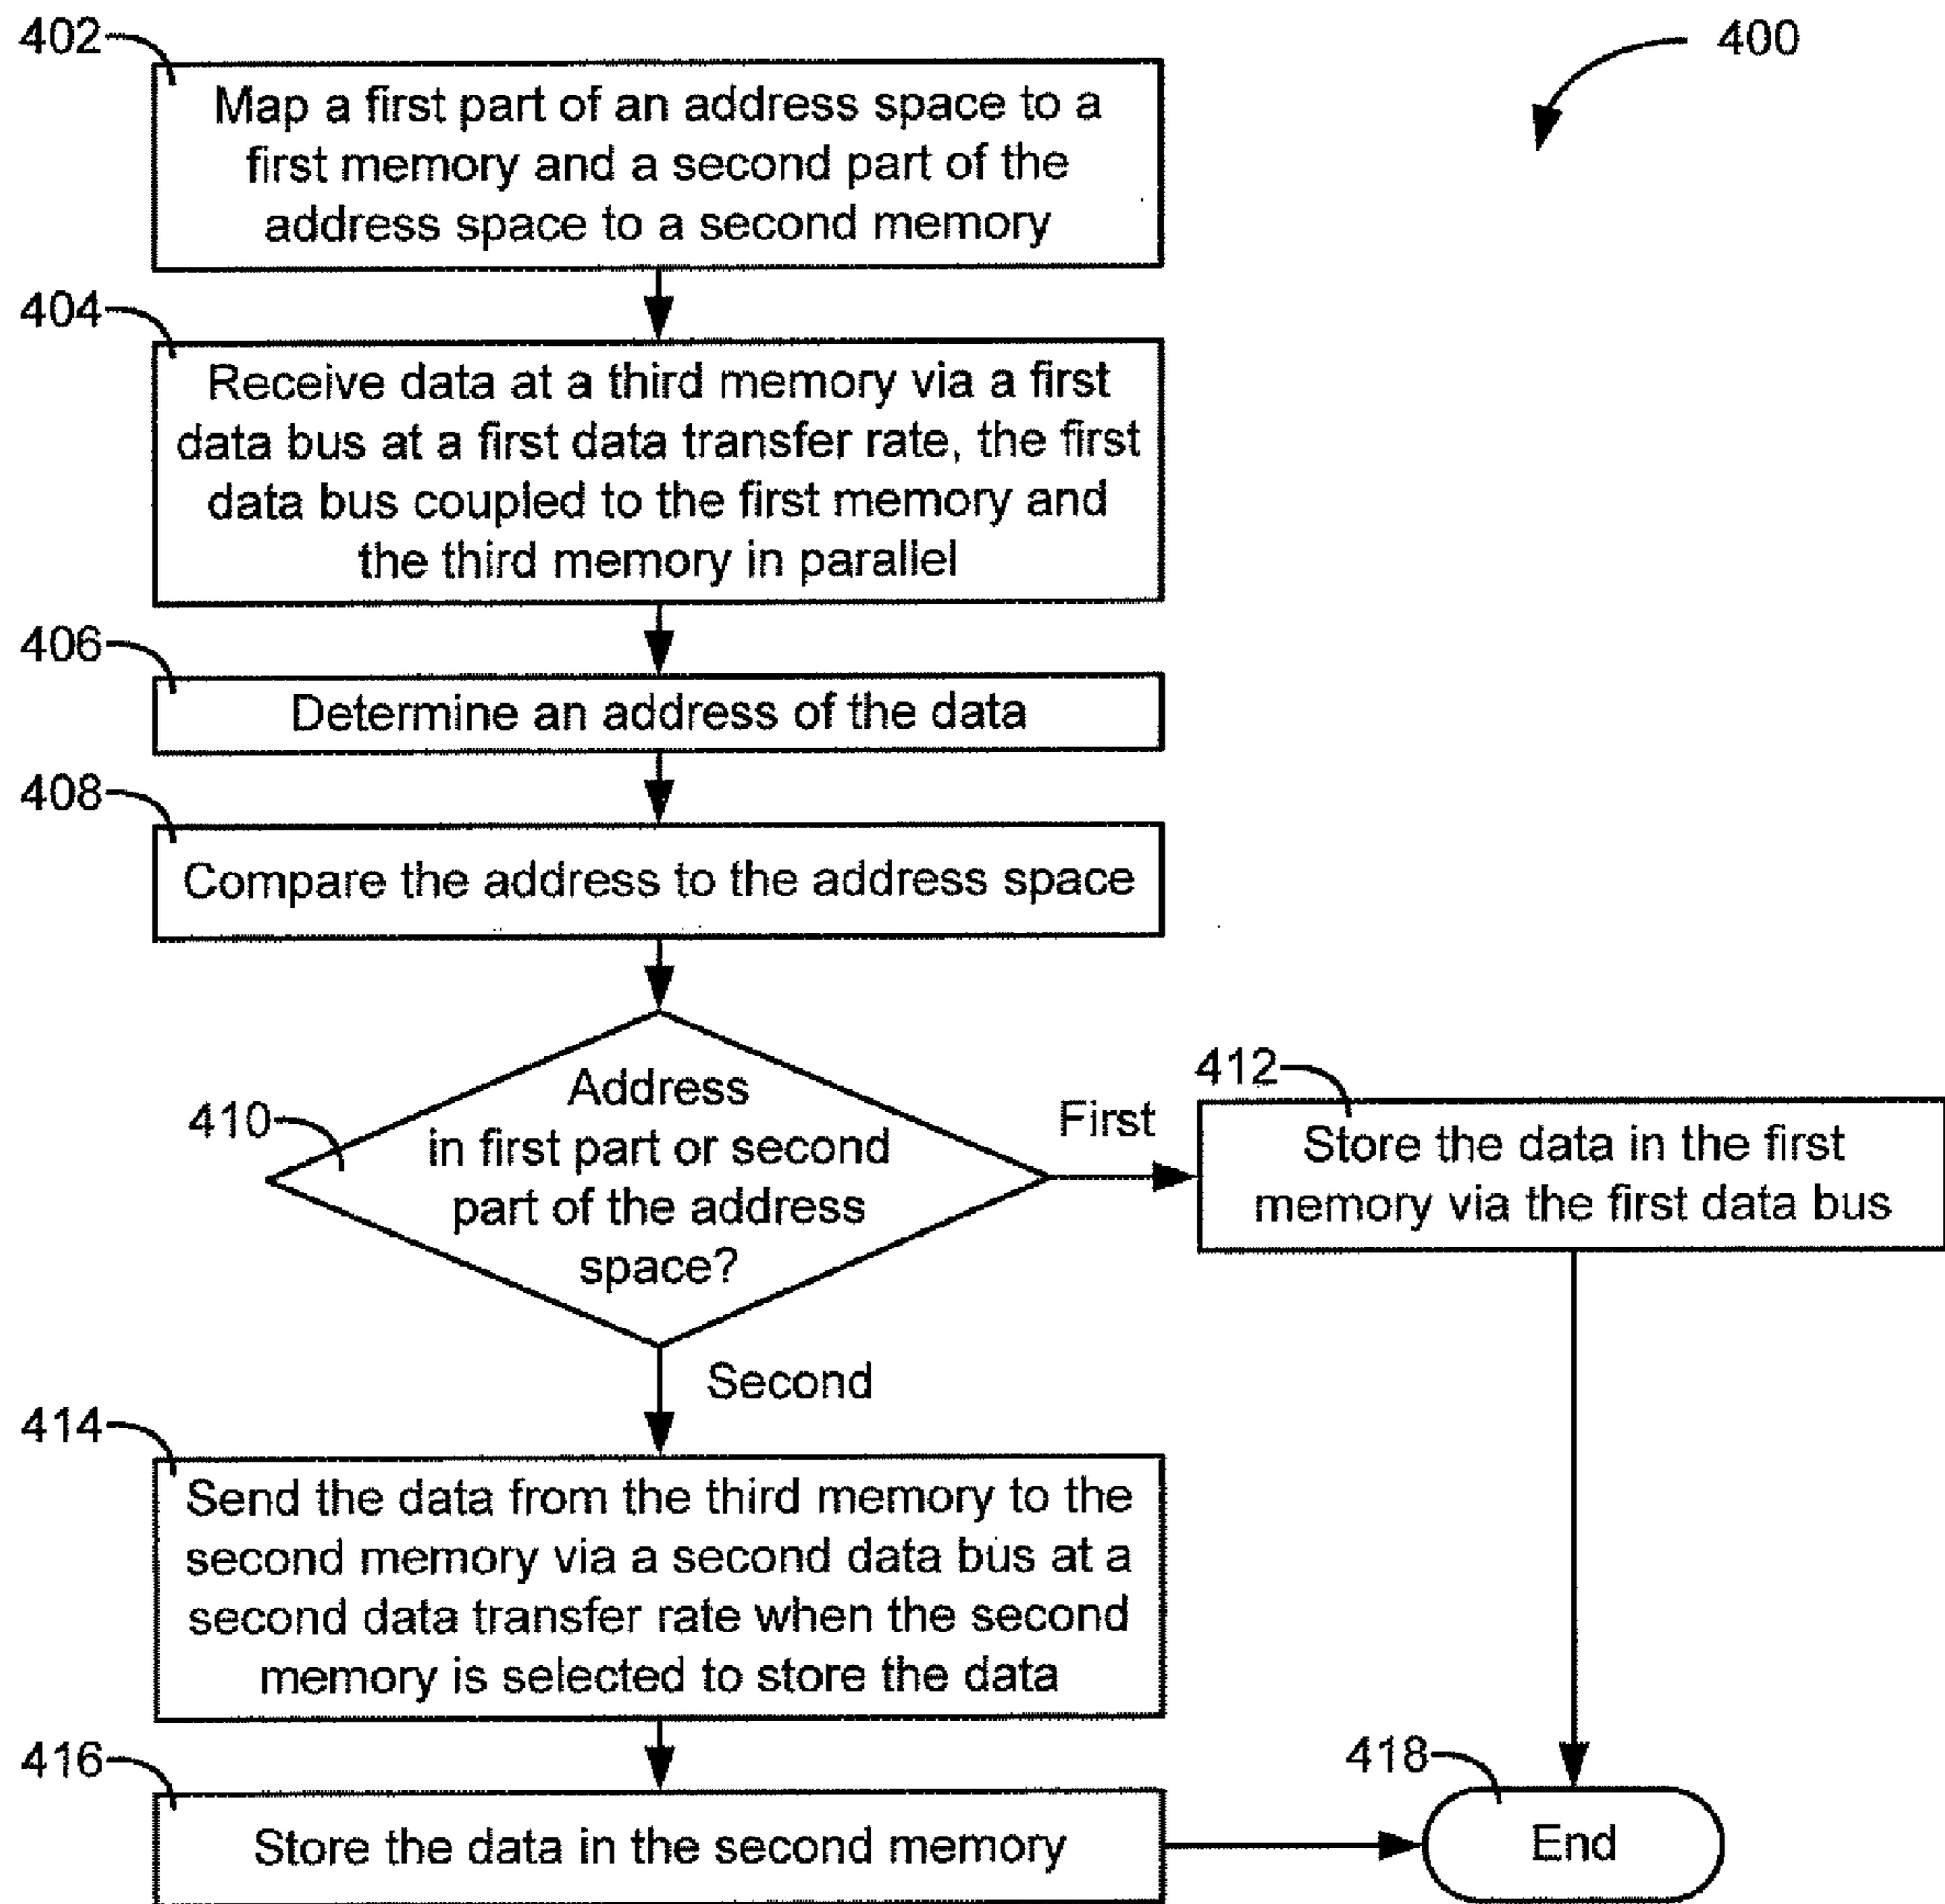 402
400
Map a first part of an address space to a
first memory and a second part of the
address space to a second memory
404
Receive data at a third memory via a first
data bus at a first data transfer rate, the first
data bus coupled to the first memory and
the third memory in parallel
406
Determine an address of the data
408
Compare the address to the address space
410
Address
in first part or second
part of the address
space?
First
412
Store the data in the first
memory via the first data bus
Second
414
Send the data from the third memory to the
second memory via a second data bus at a
second data transfer rate when the second
memory is selected to store the data
416
Store the data in the second memory
418
End